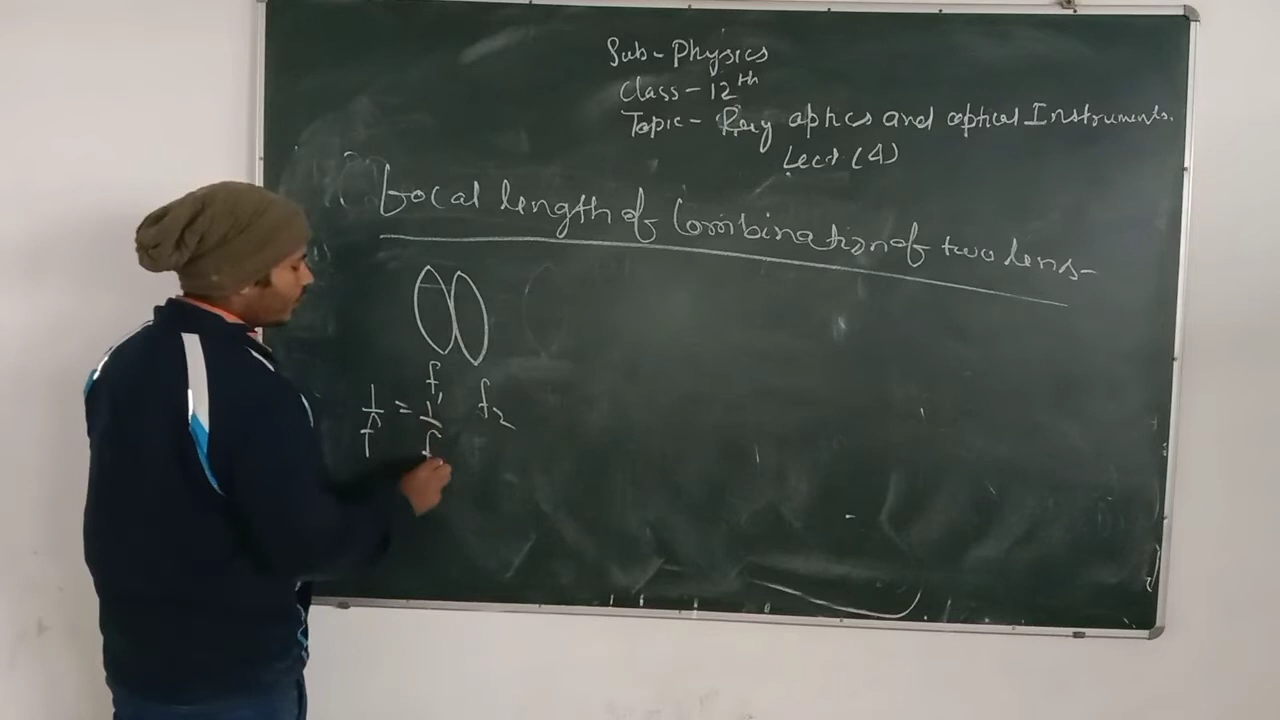 Sub - Physics
Class - 12th
Topic - Ray optics and optical Instruments.
Lect (4)
focal length of Combination of two lens -
f1 f2
1/f = 1/f